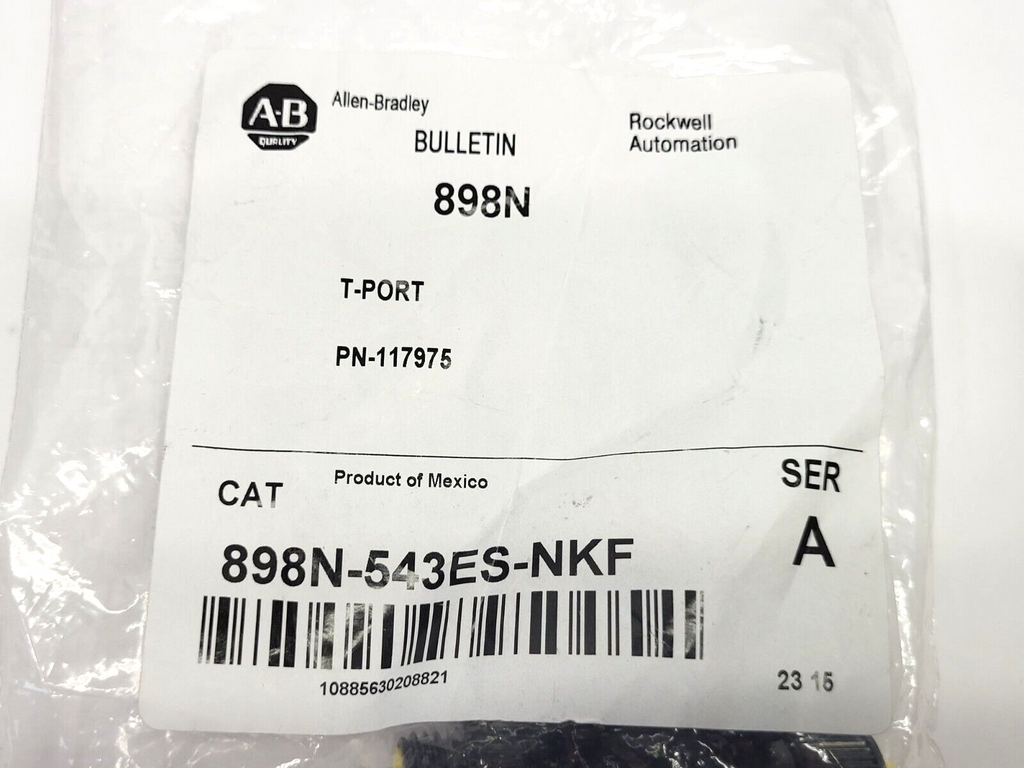 A-B
QUALITY
Allen-Bradley
BULLETIN
Rockwell
Automation
898N
T-PORT
PN-117975
Product of Mexico
CAT
SER
A
898N-543ES-NKF
10885630208821
23 15